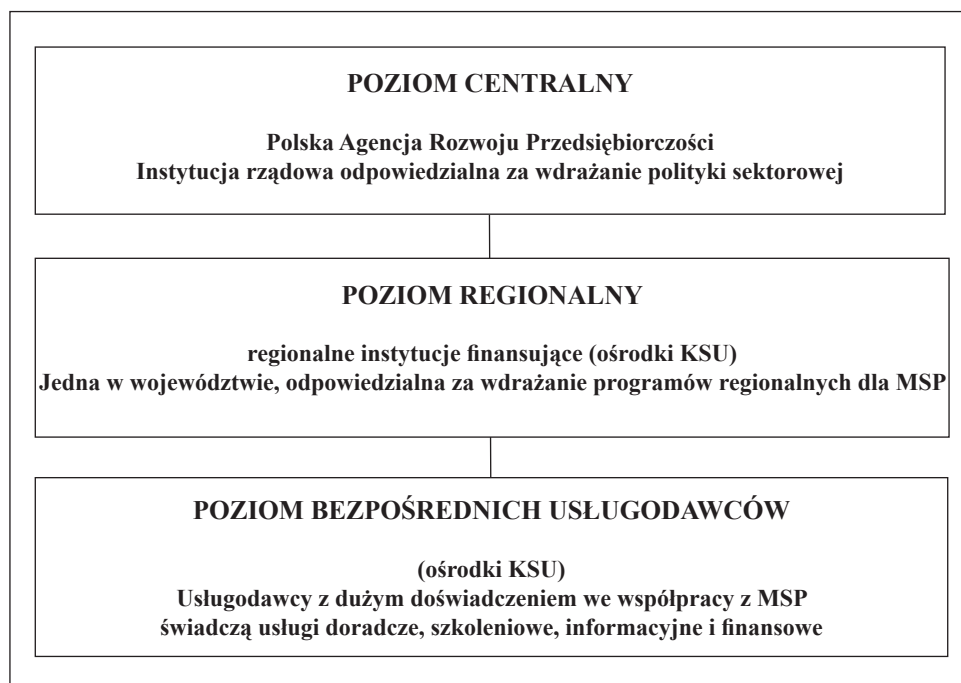 POZIOM CENTRALNY
Polska Agencja Rozwoju Przedsiębiorczości
Instytucja rządowa odpowiedzialna za wdrażanie polityki sektorowej
POZIOM REGIONALNY
regionalne instytucje finansujące (ośrodki KSU)
Jedna w województwie, odpowiedzialna za wdrażanie programów regionalnych dla MSP
POZIOM BEZPOŚREDNICH USŁUGODAWCÓW
(ośrodki KSU)
Usługodawcy z dużym doświadczeniem we współpracy z MSP
świadczą usługi doradcze, szkoleniowe, informacyjne i finansowe